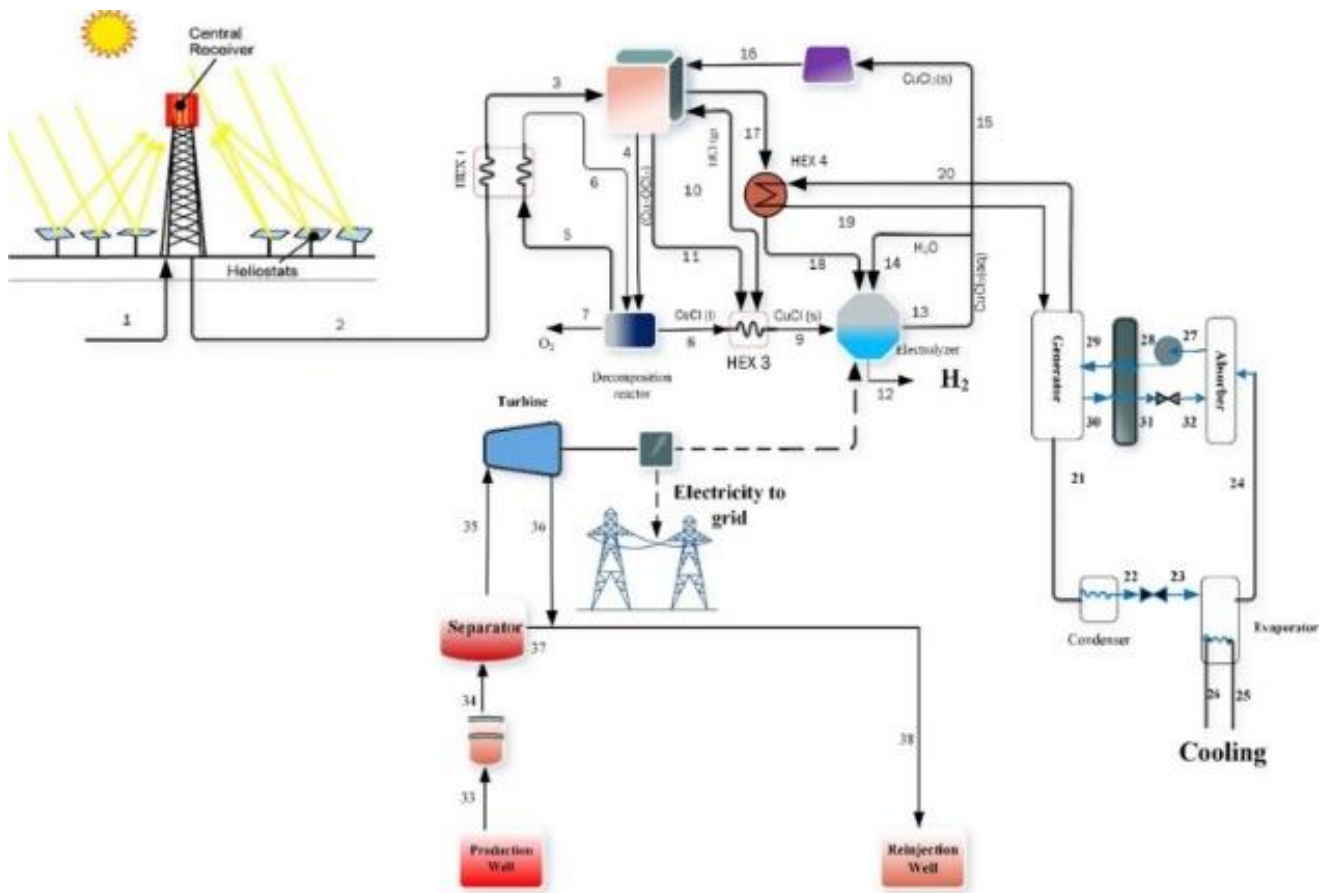 Central
Receiver
Heliostats
1
2
3
HEX 1
4
5
6
7
O₂
Decomposition
reactor
CuCl (l)
8
HEX 3
CuCl (s)
9
10
HCl (g)
11
16
CuCl₂(s)
15
17
HEX 4
20
19
18
H₂O
14
13
Electrolyzer
12
H₂
Generator
29
28
27
Absorber
30
31
32
21
24
22
23
Condenser
Evaporator
26
25
Cooling
Turbine
Electricity to
grid
35
36
Separator
37
34
33
38
Production
Well
Reinjection
Well